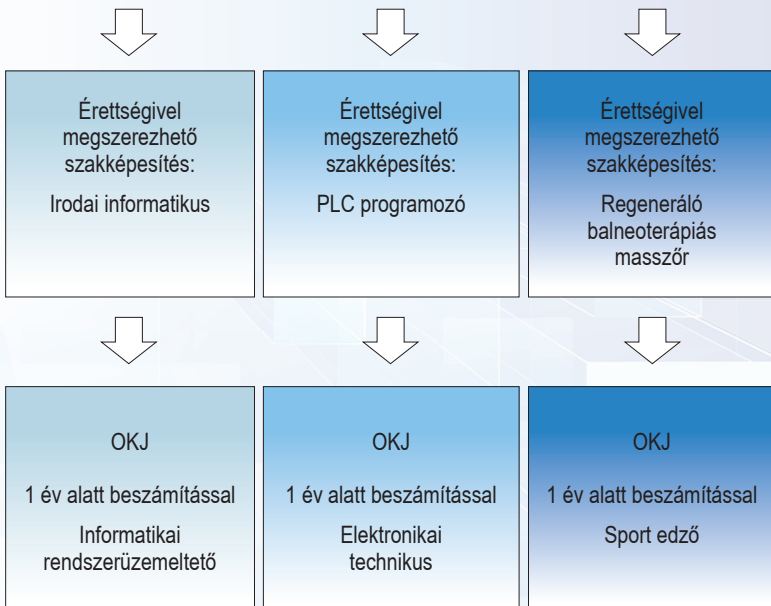 Érettségivel
megszerezhető
szakképesítés:
Irodai informatikus
Érettségivel
megszerezhető
szakképesítés:
PLC programozó
Érettségivel
megszerezhető
szakképesítés:
Regeneráló
balneoterápiás
masszőr
OKJ
1 év alatt beszámítással
Informatikai
rendszerüzemeltető
OKJ
1 év alatt beszámítással
Elektronikai
technikus
OKJ
1 év alatt beszámítással
Sport edző